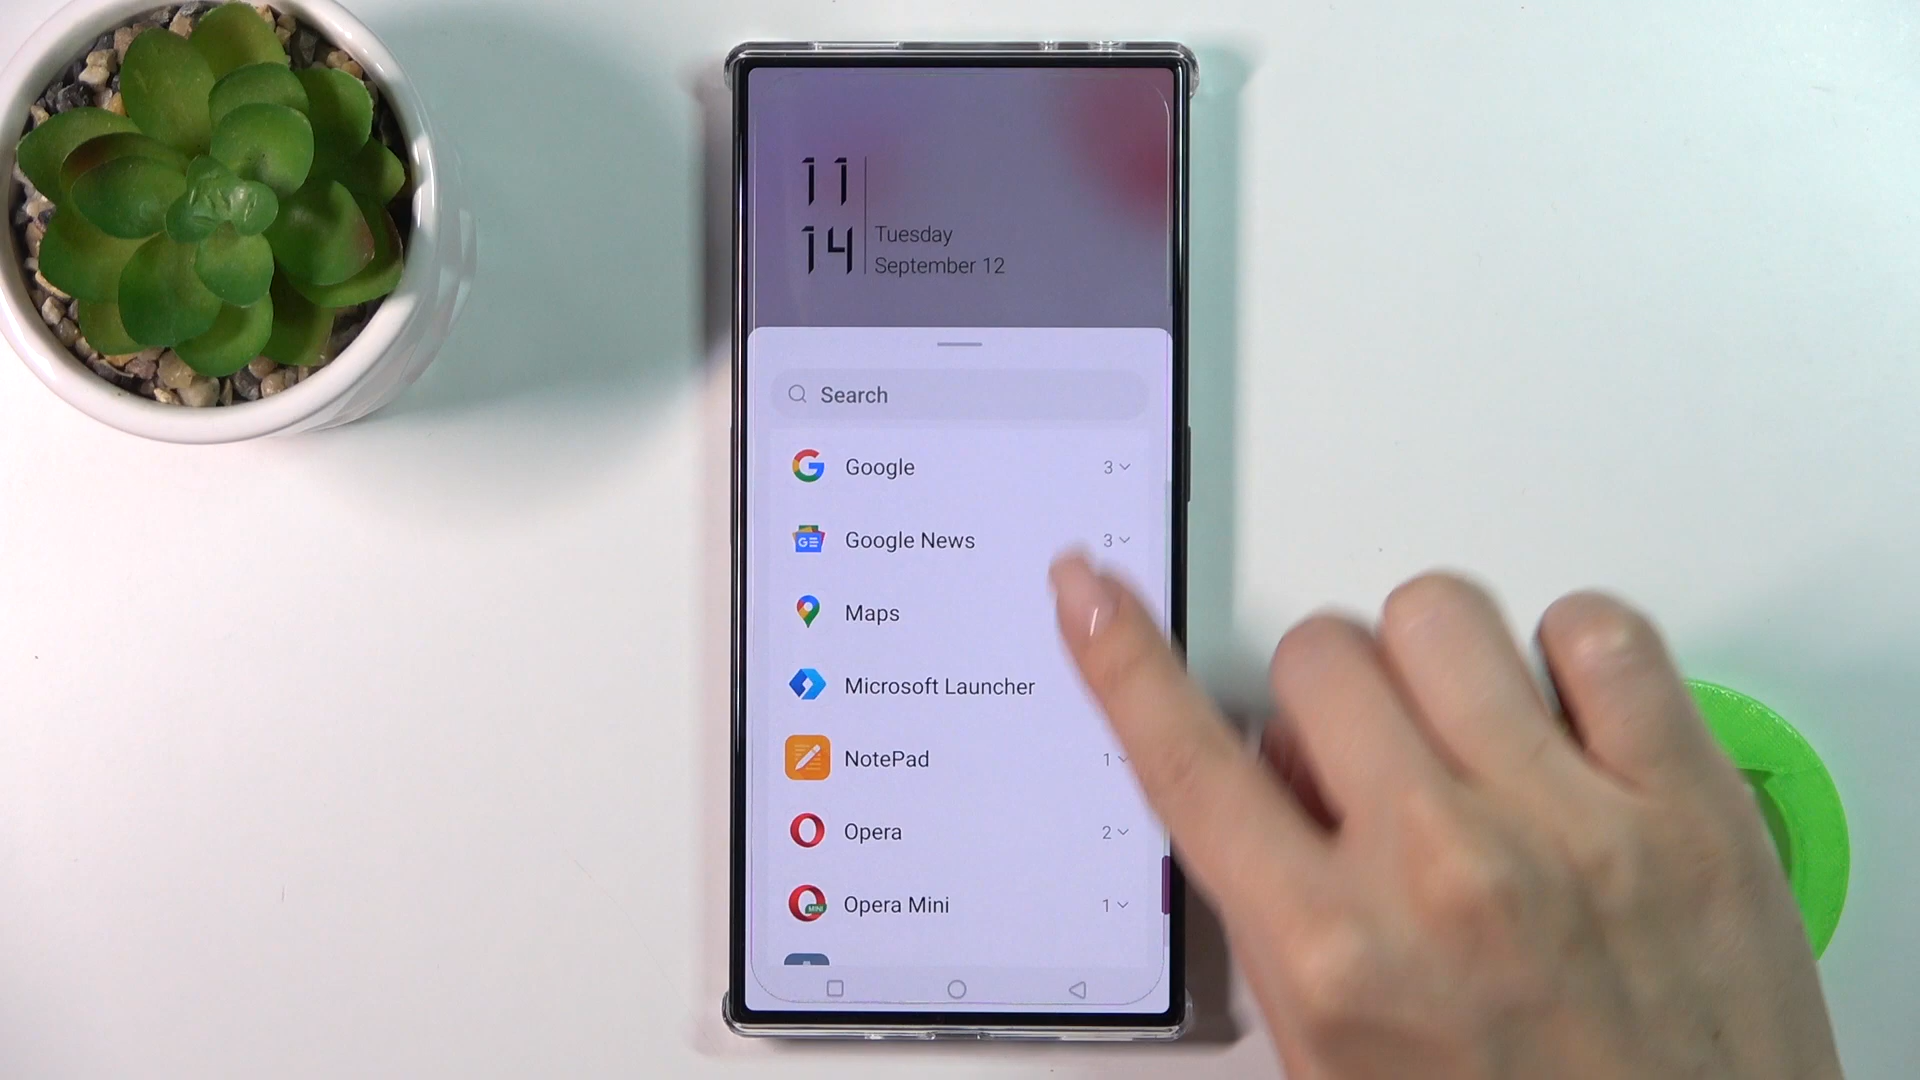 11
14
Tuesday
September 12
Search
Google 3
Google News 3
Maps
Microsoft Launcher
NotePad 1
Opera 2
MINI
Opera Mini 1